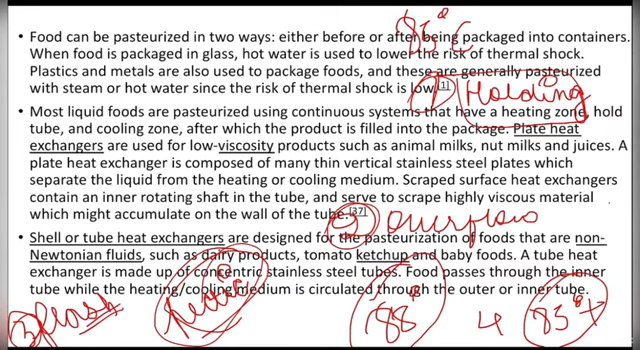 • Food can be pasteurized in two ways: either before or after being packaged into containers.
When food is packaged in glass, hot water is used to lower the risk of thermal shock.
Plastics and metals are also used to package foods, and these are generally pasteurized
with steam or hot water since the risk of thermal shock is low.[1]
• Most liquid foods are pasteurized using continuous systems that have a heating zone, hold
tube, and cooling zone, after which the product is filled into the package. Plate heat
exchangers are used for low-viscosity products such as animal milks, nut milks and juices. A
plate heat exchanger is composed of many thin vertical stainless steel plates which
separate the liquid from the heating or cooling medium. Scraped surface heat exchangers
contain an inner rotating shaft in the tube, and serve to scrape highly viscous material
which might accumulate on the wall of the tube.[37]
• Shell or tube heat exchangers are designed for the pasteurization of foods that are non-
Newtonian fluids, such as dairy products, tomato ketchup and baby foods. A tube heat
exchanger is made up of concentric stainless steel tubes. Food passes through the inner
tube while the heating/cooling medium is circulated through the outer or inner tube.
85° C
1) Holding
2
3) flash
88°
4
85°